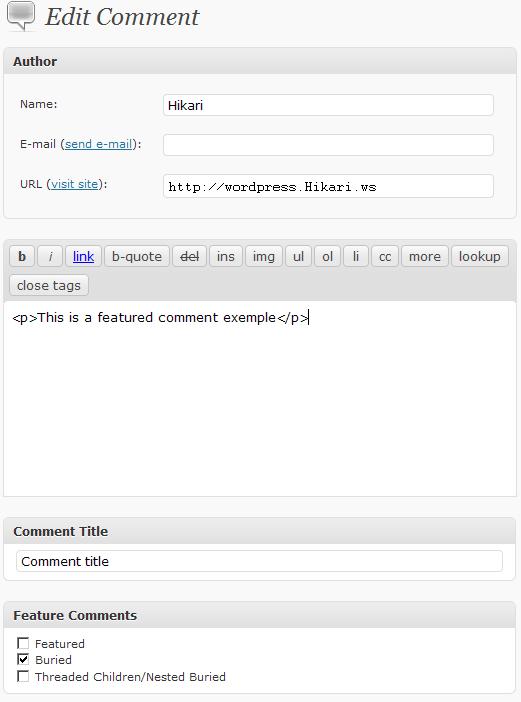 Edit Comment
Author
Name: Hikari
E-mail (send e-mail):
URL (visit site): http://wordpress.Hikari.ws
b i link b-quote del ins img ul ol li cc more lookup
close tags
<p>This is a featured comment exemple</p>
Comment Title
Comment title
Feature Comments
Featured
Buried
Threaded Children/Nested Buried